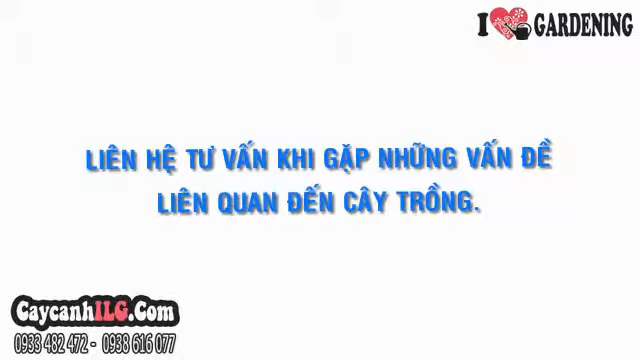 I GARDENING
LIÊN HỆ TƯ VẤN KHI GẶP NHỮNG VẤN ĐỀ
LIÊN QUAN ĐẾN CÂY TRỒNG.
CaycanhILG.Com
0933 482 472 - 0938 616 077